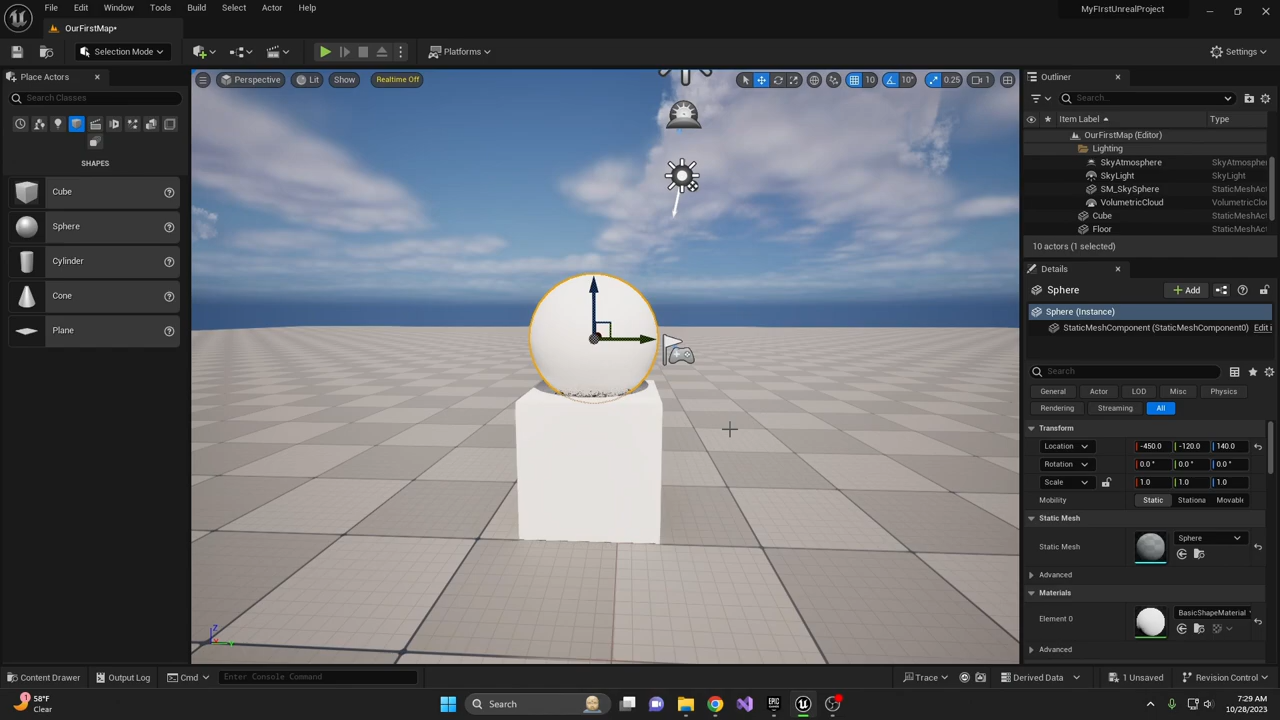 File Edit Window Tools Build Select Actor Help
MyFIrstUnrealProject
OurFirstMap*
Selection Mode
Platforms
Settings
Place Actors
Search Classes
SHAPES
Cube
Sphere
Cylinder
Cone
Plane
Perspective Lit Show Realtime Off
10 10° 0.25 1
Outliner
Search...
Item Label Type
OurFirstMap (Editor)
Lighting
SkyAtmosphere SkyAtmosphe
SkyLight SkyLight
SM_SkySphere StaticMeshAct
VolumetricCloud VolumetricClo
Cube StaticMeshAct
Floor StaticMeshAct
10 actors (1 selected)
Details
Sphere
Add
Sphere (Instance)
StaticMeshComponent (StaticMeshComponent0) Edit i
Search
General Actor LOD Misc Physics
Rendering Streaming All
Transform
Location -450.0 -120.0 140.0
Rotation 0.0 ° 0.0 ° 0.0 °
Scale 1.0 1.0 1.0
Mobility Static Stationa Movabl
Static Mesh
Static Mesh Sphere
Advanced
Materials
Element 0 BasicShapeMaterial
Advanced
Z
Y
Content Drawer Output Log Cmd Enter Console Command
Trace Derived Data 1 Unsaved Revision Control
1
58°F
Clear
Search
EPIC
7:29 AM
10/28/2023